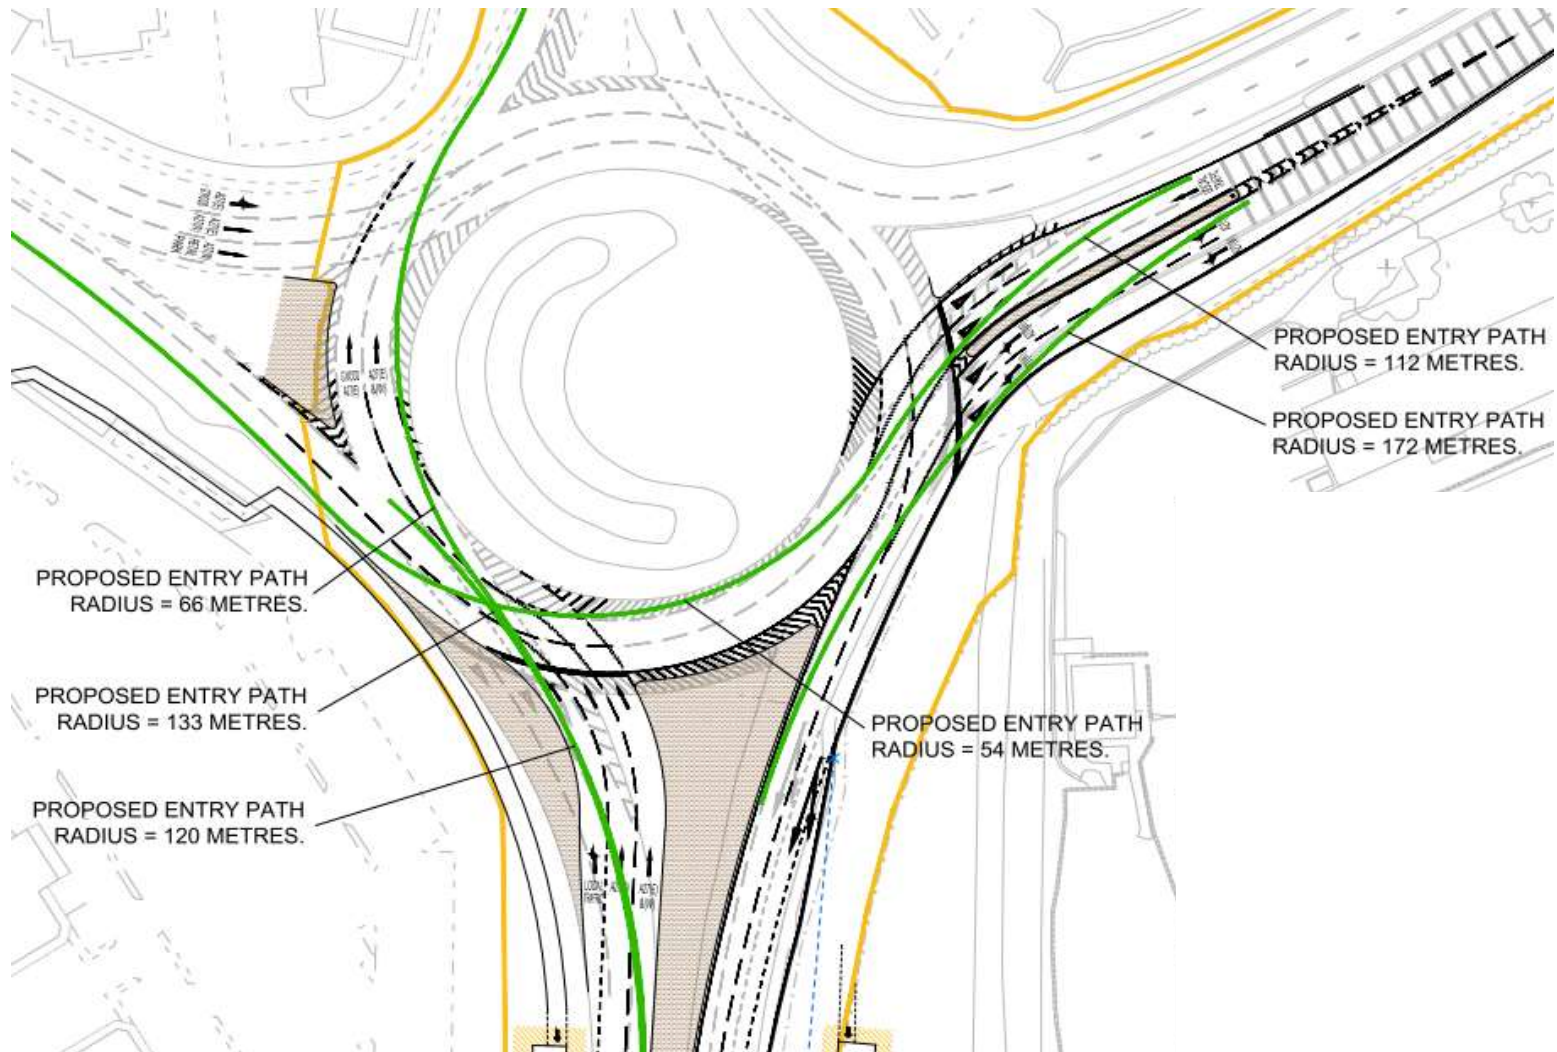 PROPOSED ENTRY PATH
RADIUS = 112 METRES.
PROPOSED ENTRY PATH
RADIUS = 172 METRES.
PROPOSED ENTRY PATH
RADIUS = 66 METRES.
PROPOSED ENTRY PATH
RADIUS = 133 METRES.
PROPOSED ENTRY PATH
RADIUS = 54 METRES.
PROPOSED ENTRY PATH
RADIUS = 120 METRES.